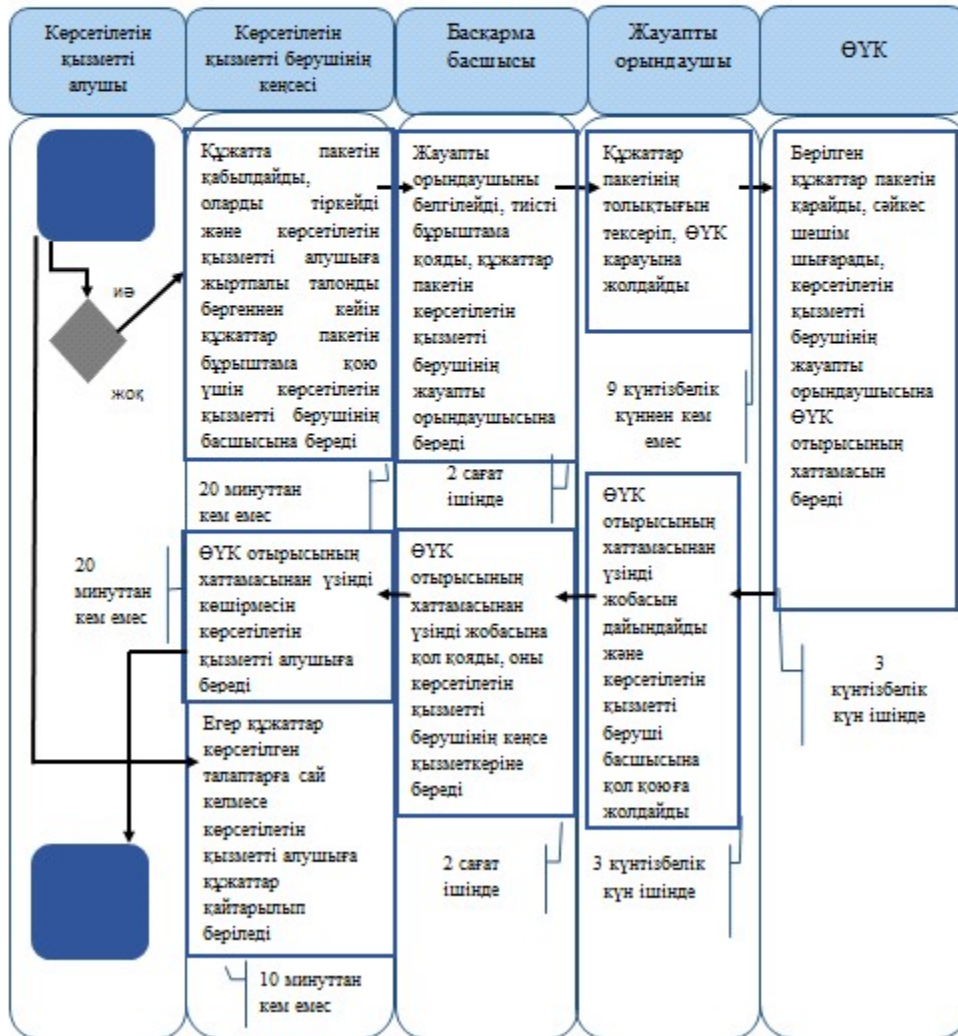 Көрсетілетін
қызметті
алушы
Көрсетілетін
қызметті берушінің
кеңсесі
Басқарма
басшысы
Жауапты
орындаушы
ӨҮК
Құжатта пакетін
қабылдайды,
оларды тіркейді
және көрсетілетін
қызметті алушыға
жыртпалы талонды
бергеннен кейін
құжаттар пакетін
бұрыштама қою
үшін көрсетілетін
қызметті берушінің
басшысына береді
Жауапты
орындаушыны
белгілейді, тиісті
бұрыштама
қояды, құжаттар
пакетін
көрсетілетін
қызметті
берушінің
жауапты
орындаушысына
береді
Құжаттар
пакетінің
толықтығын
тексеріп, ӨҮК
карауына
жолдайды
Берілген
құжаттар пакетін
қарайды, сәйкес
шешім
шығарады,
көрсетілетін
қызметті
берушінің
жауапты
орындаушысына
ӨҮК
отырысының
хаттамасын
береді
иә
жоқ
20 минуттан
кем емес
2 сағат
ішінде
9 күнтізбелік
күннен кем
емес
3
күнтізбелік
күн ішінде
20
минуттан
кем емес
ӨҮК отырысының
хаттамасынан үзінді
көшірмесін
көрсетілетін
қызметті алушыға
береді
ӨҮК
отырысының
хаттамасынан
үзінді жобасына
қол қояды, оны
көрсетілетін
қызметті
берушінің кеңсе
қызметкеріне
береді
ӨҮК
отырысының
хаттамасынан
үзінді
жобасын
дайындайды
және
көрсетілетін
қызметті
беруші
басшысына
қол қоюға
жолдайды
Егер құжаттар
көрсетілген
талаптарға сай
келмесе
көрсетілетін
қызметті алушыға
құжаттар
қайтарылып
беріледі
2 сағат
ішінде
3 күнтізбелік
күн ішінде
10 минуттан
кем емес